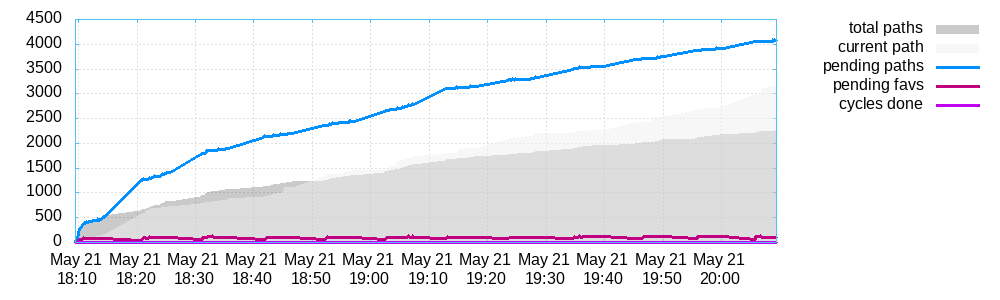 4500
4000
3500
3000
2500
2000
1500
1000
500
0
May 21 May 21 May 21 May 21 May 21 May 21 May 21 May 21 May 21 May 21 May 21 May 21
18:10 18:20 18:30 18:40 18:50 19:00 19:10 19:20 19:30 19:40 19:50 20:00
total paths
current path
pending paths
pending favs
cycles done